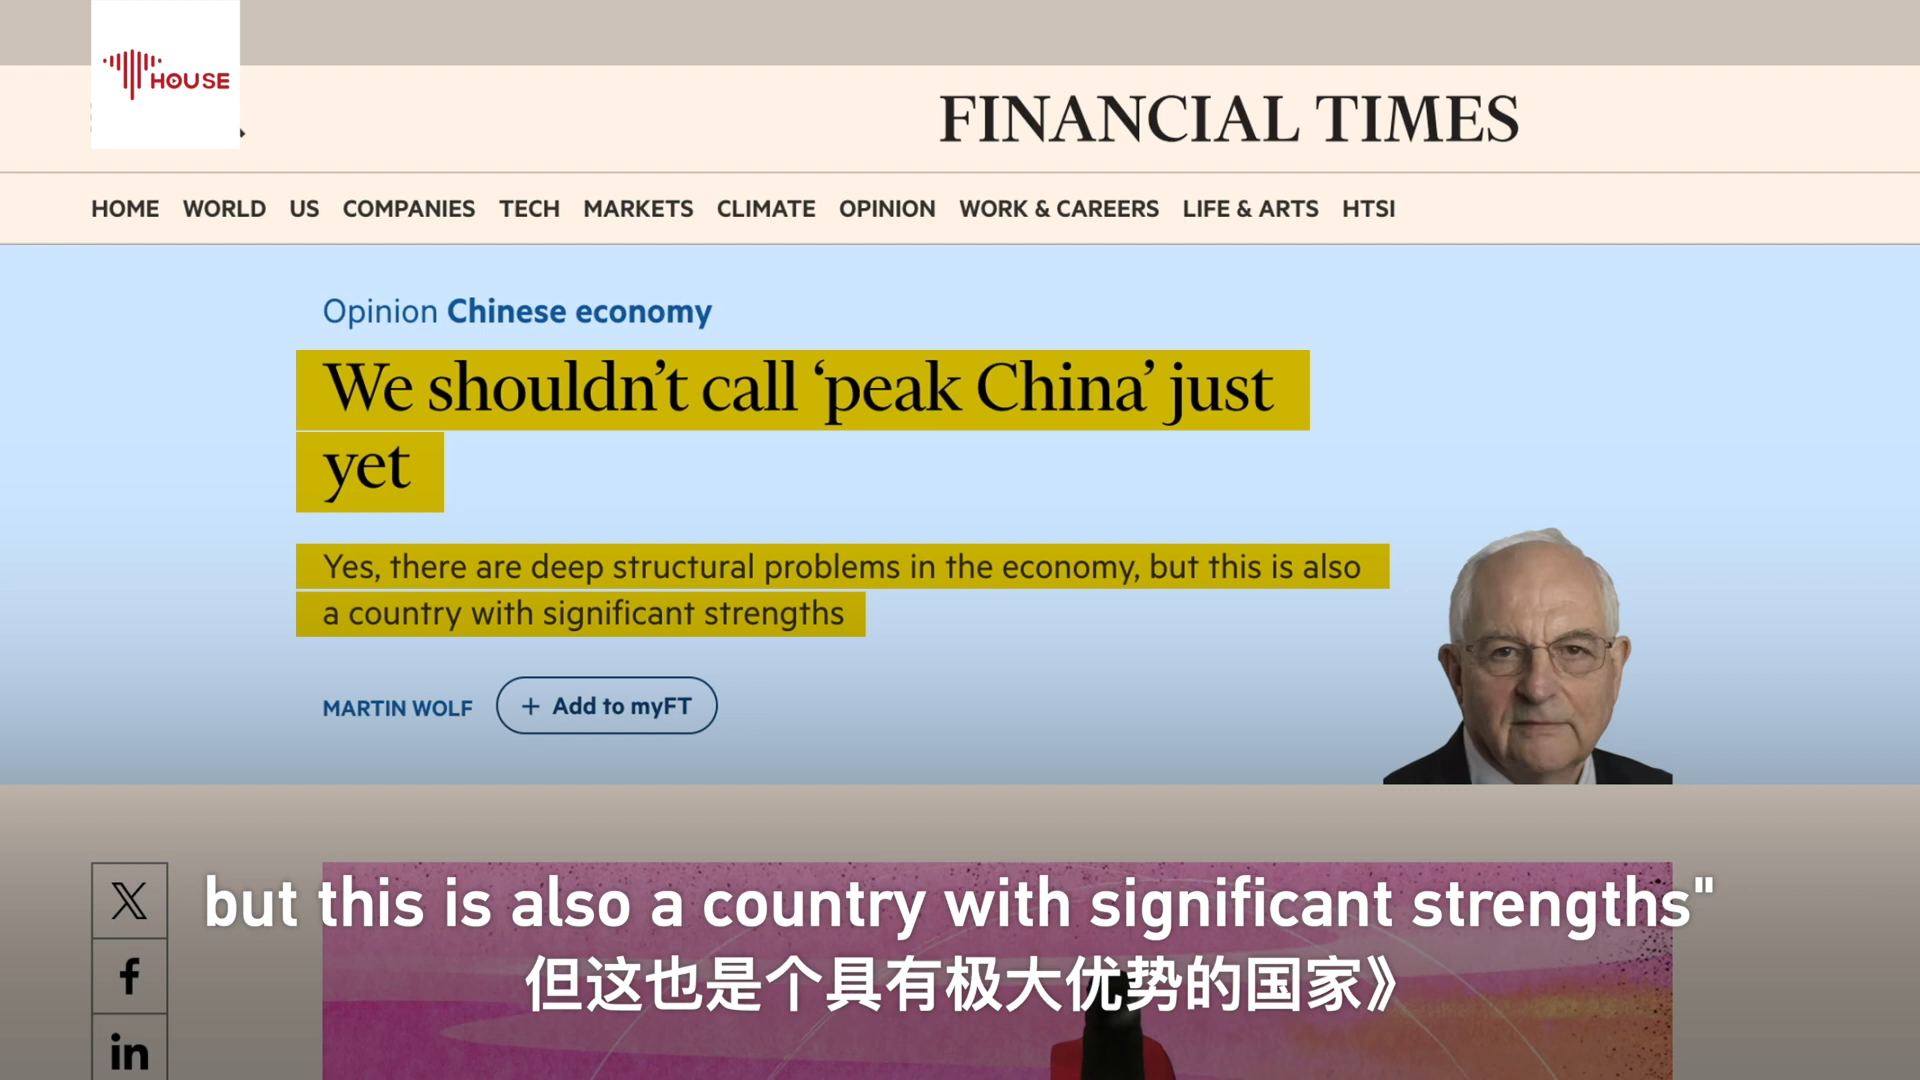 HOUSE
FINANCIAL TIMES
HOME WORLD US COMPANIES TECH MARKETS CLIMATE OPINION WORK & CAREERS LIFE & ARTS HTSI
Opinion Chinese economy
We shouldn’t call ‘peak China’ just
yet
Yes, there are deep structural problems in the economy, but this is also
a country with significant strengths
MARTIN WOLF + Add to myFT
but this is also a country with significant strengths"
但这也是个具有极大优势的国家》